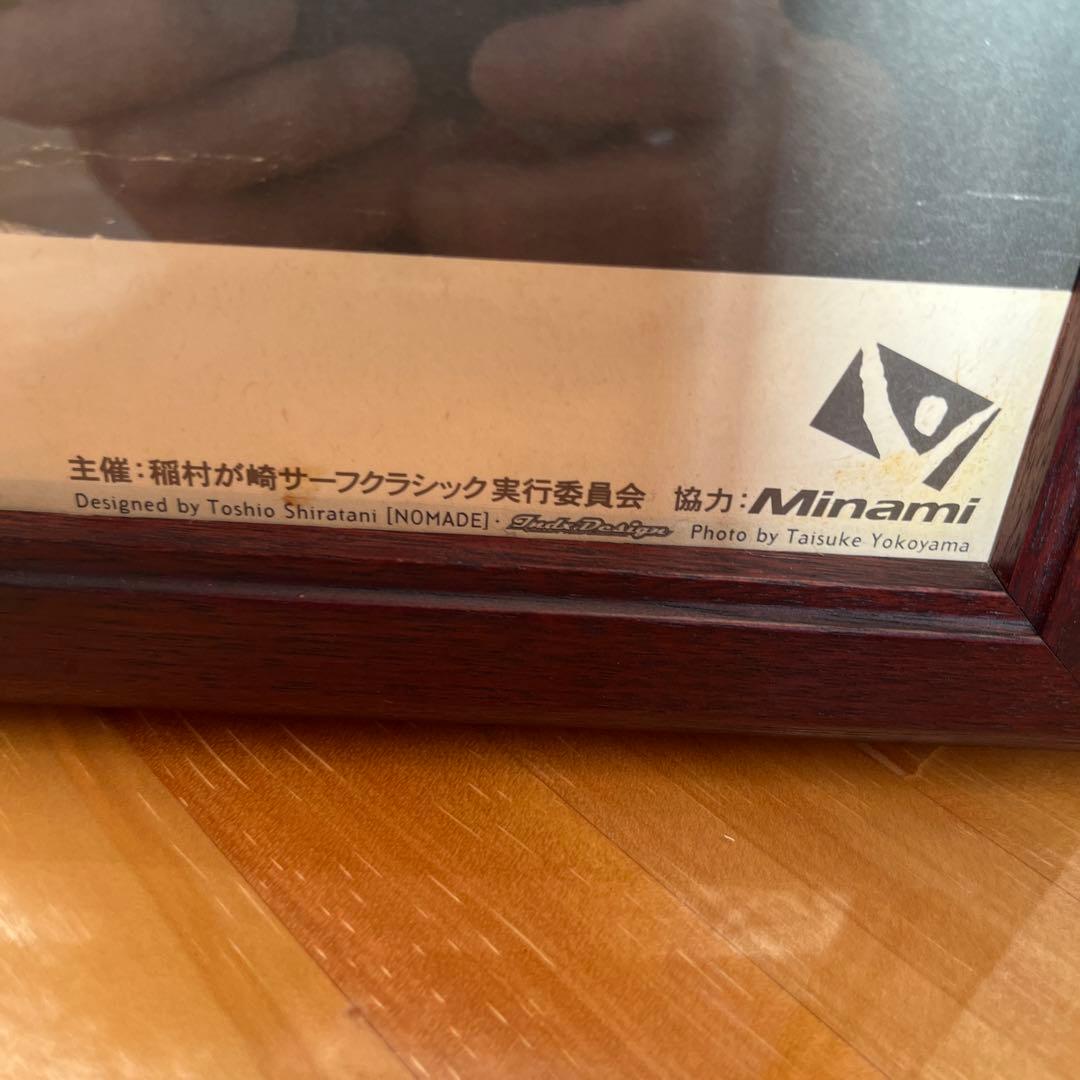 主催：稲村が崎サーフクラシック実行委員会 協力：Minami
Designed by Toshio Shiratani [NOMADE]・Indx Design Photo by Taisuke Yokoyama